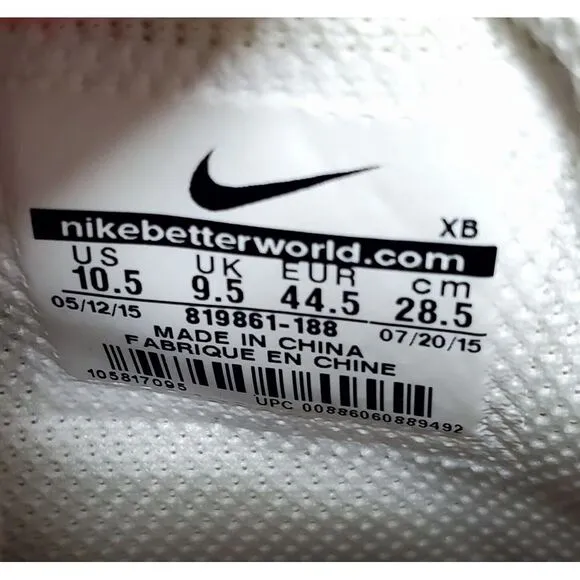 XB
nikebetterworld.com
US UK EUR cm
10.5 9.5 44.5 28.5
05/12/15 819861-188 07/20/15
MADE IN CHINA
FABRIQUE EN CHINE
105817095
UPC 00886060889492